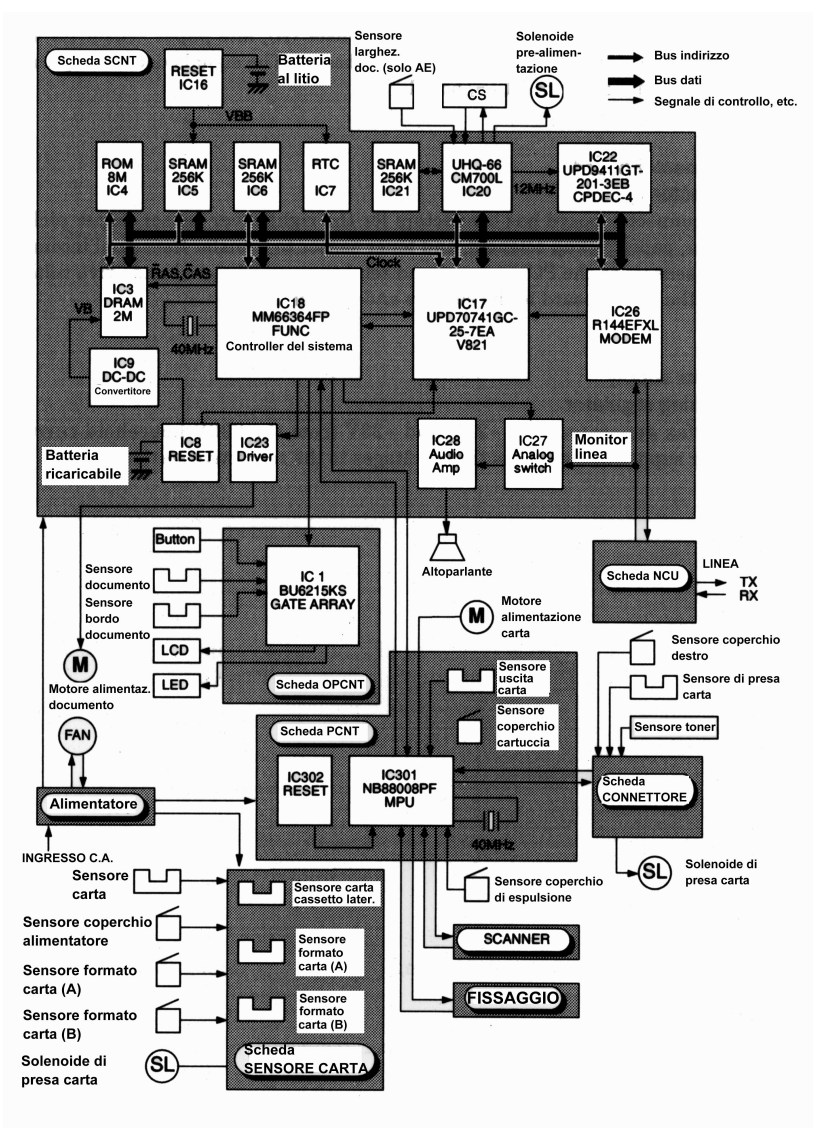 Scheda SCNT
RESET
IC16
Batteria
al litio
VBB
Sensore
larghez.
doc. (solo AE)
CS
Solenoide
pre-alimen-
tazione
SL
Bus indirizzo
Bus dati
Segnale di controllo, etc.
ROM
8M
IC4
SRAM
256K
IC5
SRAM
256K
IC6
RTC
IC7
SRAM
256K
IC21
UHQ-66
CM700L
IC20
12MHz
IC22
UPD9411GT-
201-3EB
CPDEC-4
Clock
RAS,CAS
IC3
DRAM
2M
VB
40MHz
IC18
MM66364FP
FUNC
Controller del sistema
IC17
UPD70741GC-
25-7EA
V821
IC26
R144EFXL
MODEM
IC9
DC-DC
Convertitore
IC8
RESET
IC23
Driver
Batteria
ricaricabile
IC28
Audio
Amp
IC27
Analog
switch
Monitor
linea
Altoparlante
Button
Sensore
documento
Sensore
bordo
documento
LCD
LED
IC 1
BU6215KS
GATE ARRAY
Scheda OPCNT
Scheda NCU
LINEA
TX
RX
M
Motore alimentaz.
documento
M
Motore
alimentazione
carta
Sensore coperchio
destro
Sensore di presa
carta
Sensore toner
Scheda
CONNETTORE
SL
Solenoide di
presa carta
FAN
Alimentatore
INGRESSO C.A.
Scheda PCNT
Sensore
uscita
carta
Sensore
coperchio
cartuccia
IC302
RESET
IC301
NB88008PF
MPU
40MHz
Sensore coperchio
di espulsione
SCANNER
FISSAGGIO
Sensore
carta
Sensore coperchio
alimentatore
Sensore formato
carta (A)
Sensore formato
carta (B)
Solenoide di
presa carta
SL
Sensore carta
cassetto later.
Sensore
formato
carta (A)
Sensore
formato
carta (B)
Scheda
SENSORE CARTA